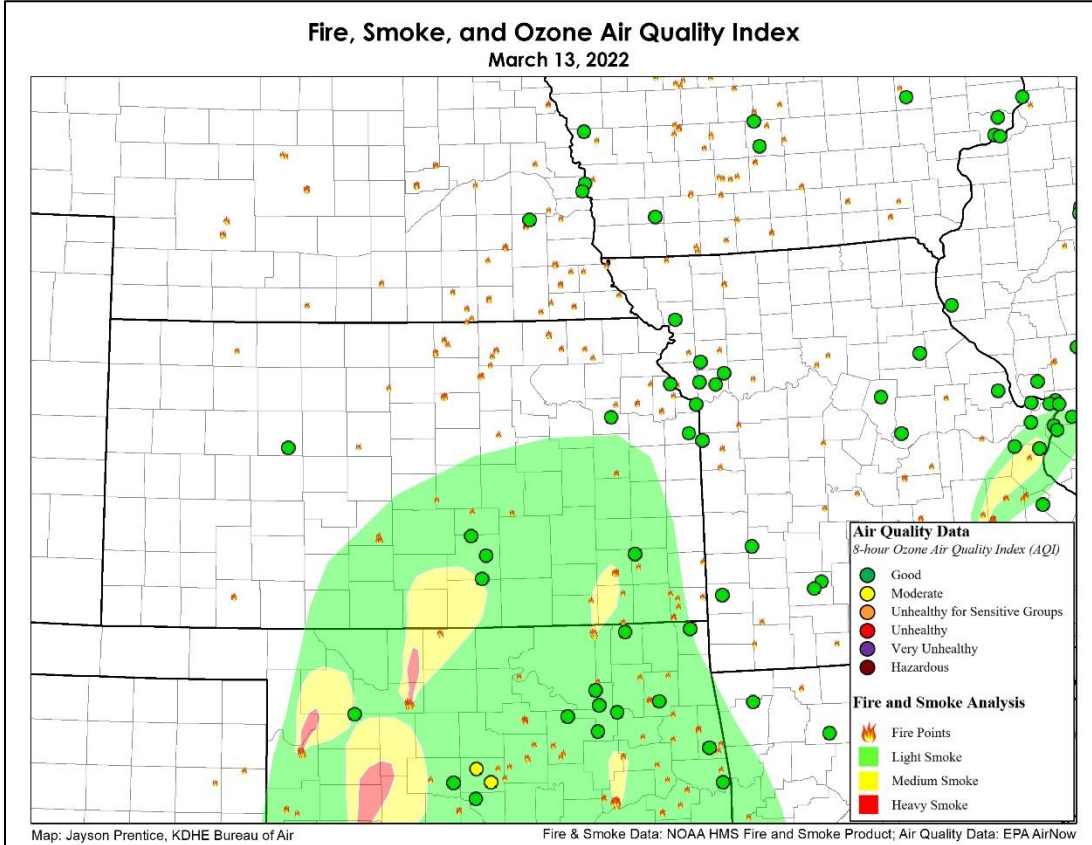 Fire, Smoke, and Ozone Air Quality Index
March 13, 2022
Air Quality Data
8-hour Ozone Air Quality Index (AQI)
Good
Moderate
Unhealthy for Sensitive Groups
Unhealthy
Very Unhealthy
Hazardous
Fire and Smoke Analysis
Fire Points
Light Smoke
Medium Smoke
Heavy Smoke
Map: Jayson Prentice, KDHE Bureau of Air
Fire & Smoke Data: NOAA HMS Fire and Smoke Product; Air Quality Data: EPA AirNow